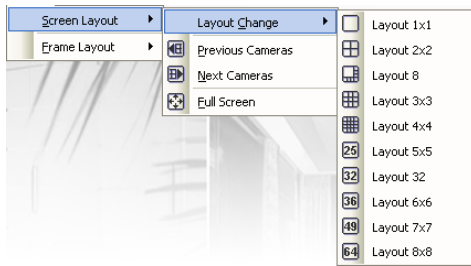 Screen Layout
Frame Layout
Layout Change
Previous Cameras
Next Cameras
Full Screen
Layout 1x1
Layout 2x2
Layout 8
Layout 3x3
Layout 4x4
25 Layout 5x5
32 Layout 32
36 Layout 6x6
49 Layout 7x7
64 Layout 8x8